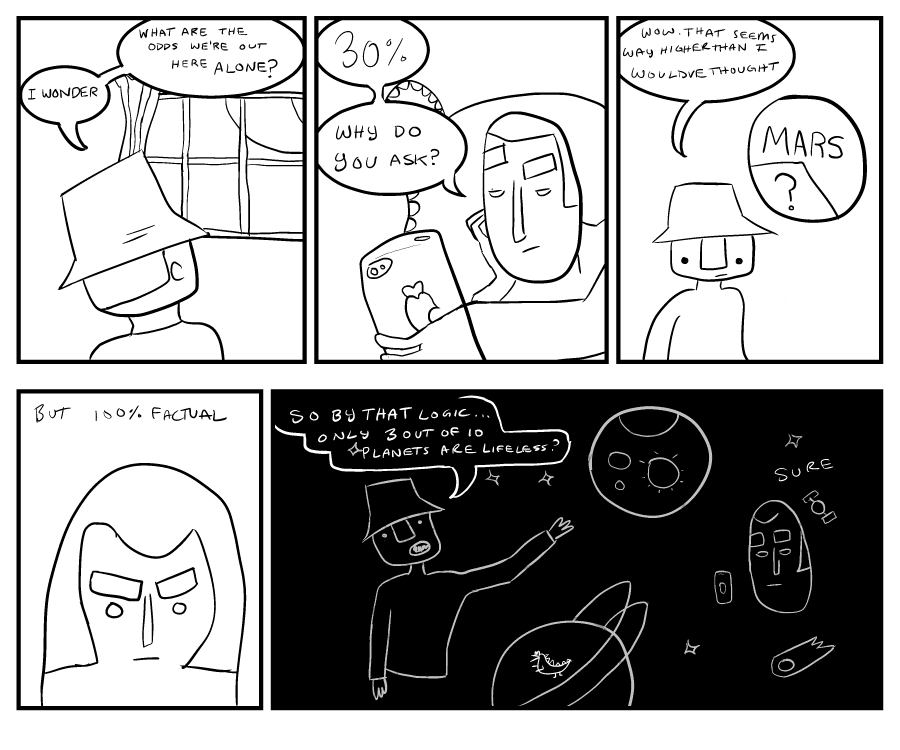 I WONDER
WHAT ARE THE
ODDS WE'RE OUT
HERE ALONE?
30%
WHY DO
YOU ASK?
WOW. THAT SEEMS
WAY HIGHER THAN I
WOULDVE THOUGHT
MARS
?
BUT 100% FACTUAL
SO BY THAT LOGIC...
ONLY 3 OUT OF 10
PLANETS ARE LIFELESS?
SURE